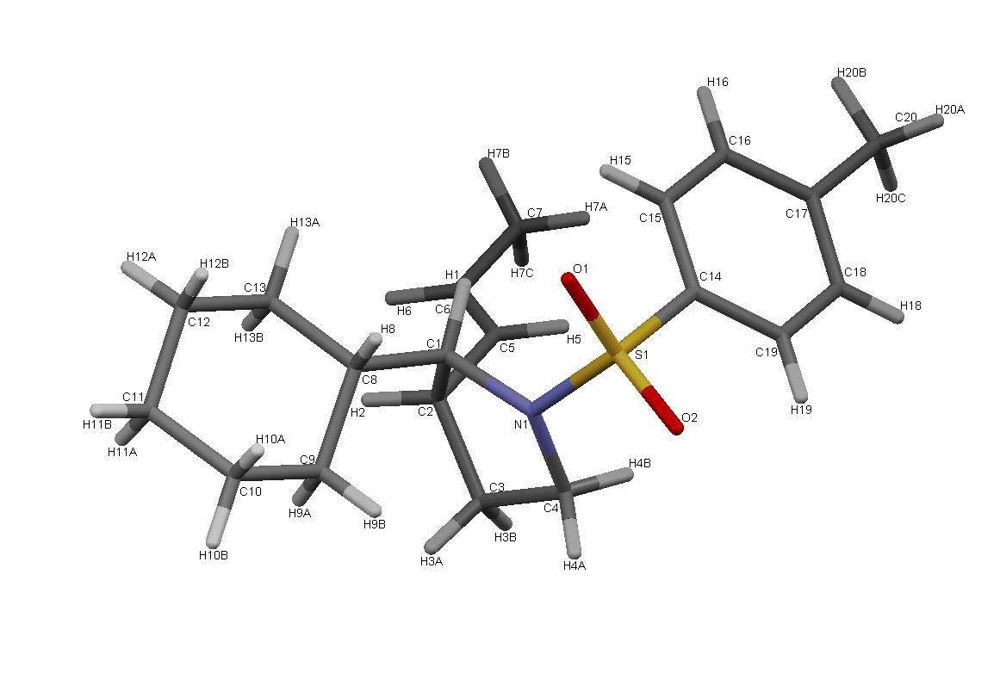 H20B
H16
H20A
C20
C16
H7B
H15
H20C
H7A
C7
C17
C15
H13A
H7C
O1
H12A
H12B
H1
C14
C18
C13
C6
H6
H18
C12
H13B
H8
H5
C1
C5
C19
S1
C8
C11
H2
C2
H19
H11B
N1
O2
H11A
H10A
C9
H4B
C10
C3
C4
H9A
H9B
H3B
H10B
H3A
H4A